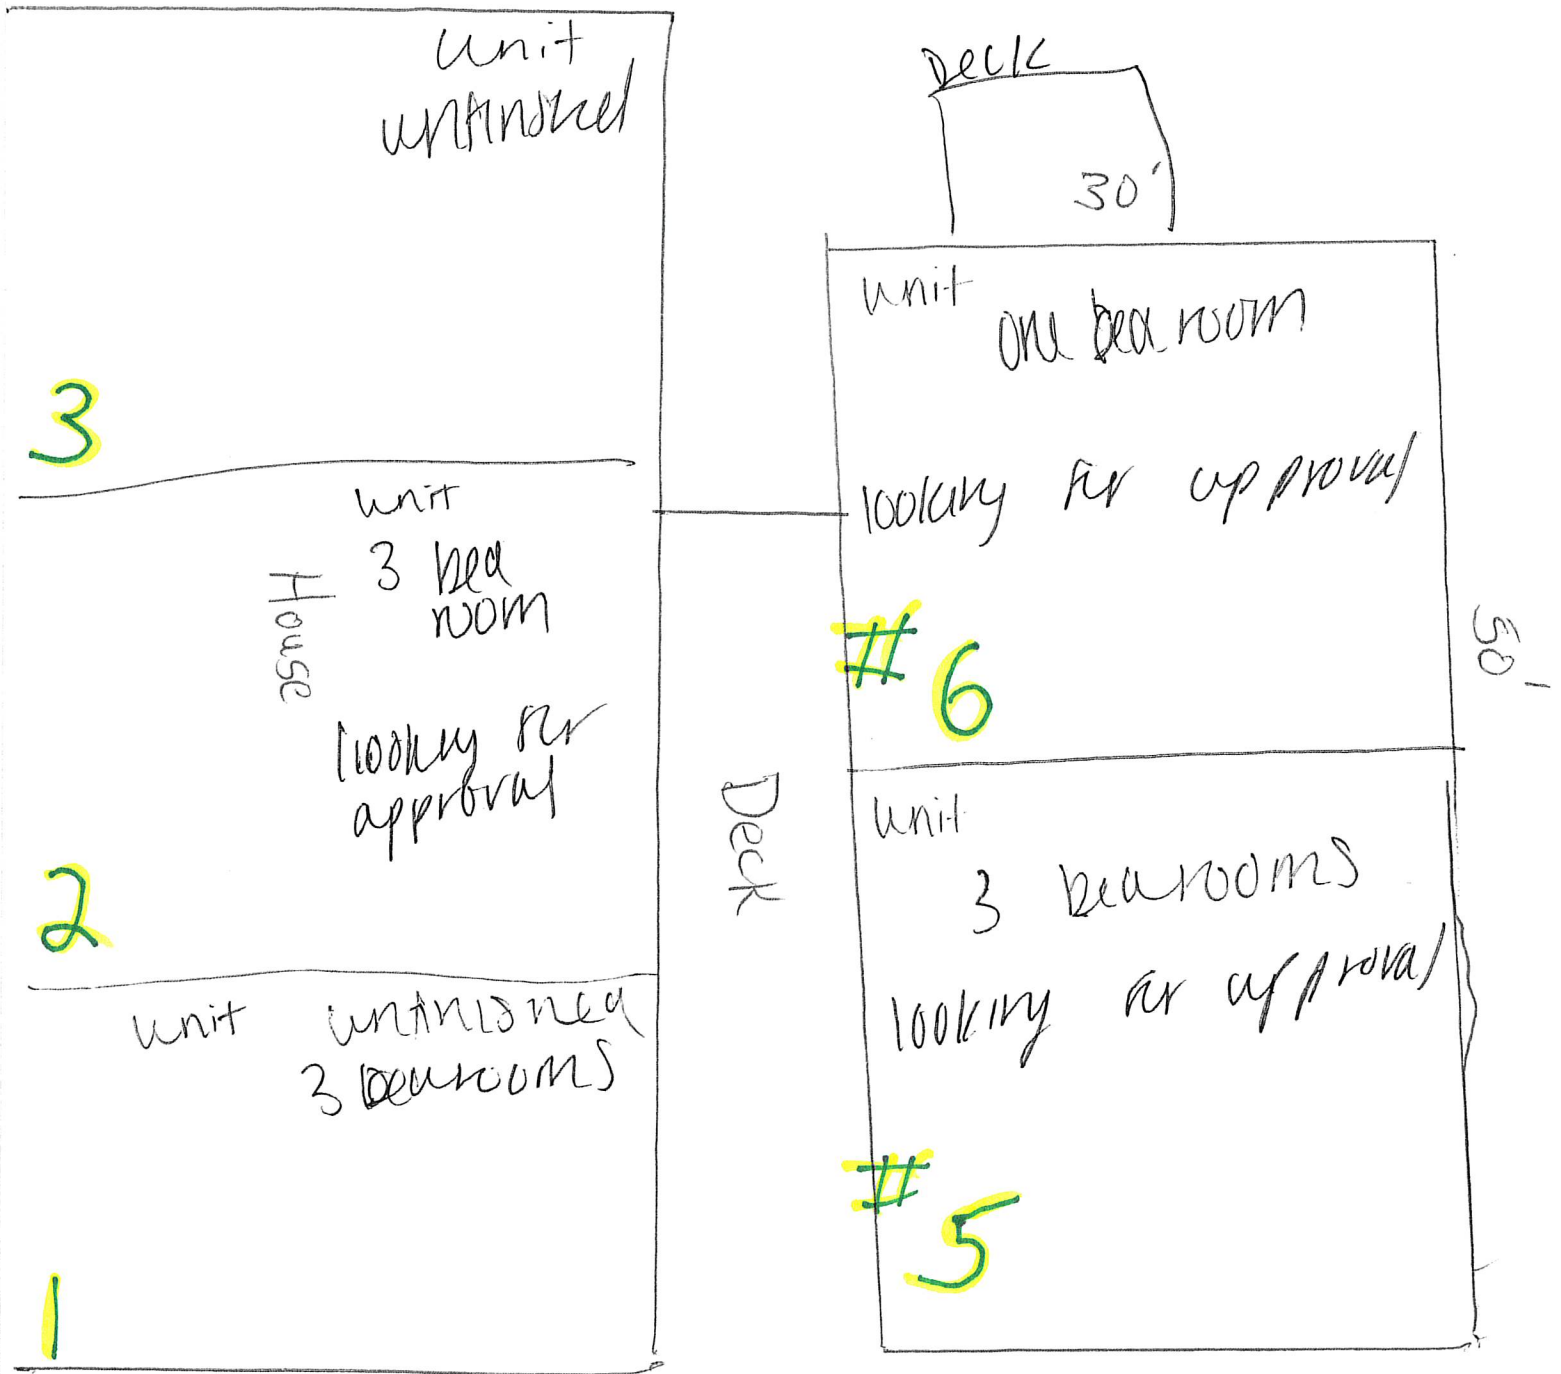 unit
unfinished
3
unit
3 bed
room
House
looking for
approval
2
unit unfinished
3 bedrooms
1
Deck
Deck
30'
unit
one bedroom
looking for approval
#6
50'
unit
3 bedrooms
looking for approval
#5